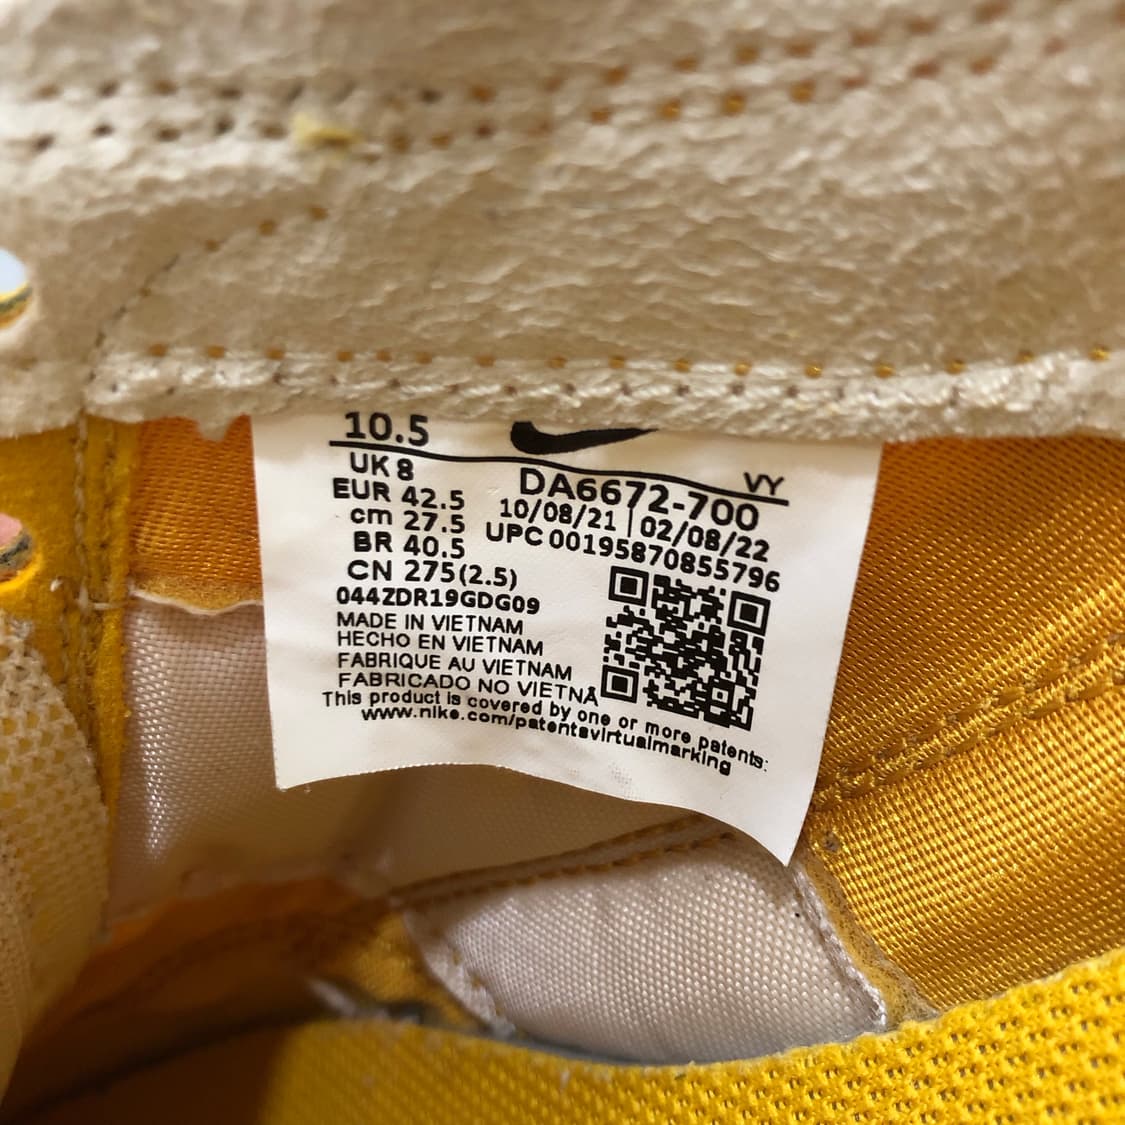 10.5
UK 8
EUR 42.5
cm 27.5
BR 40.5
CN 275(2.5)
044ZDR19GDG09
MADE IN VIETNAM
HECHO EN VIETNAM
FABRIQUE AU VIETNAM
FABRICADO NO VIETNÃ
VY
DA6672-700
10/08/21 | 02/08/22
UPC 00195870855796
This product is covered by one or more patents:
www.nike.com/patentsvirtualmarking